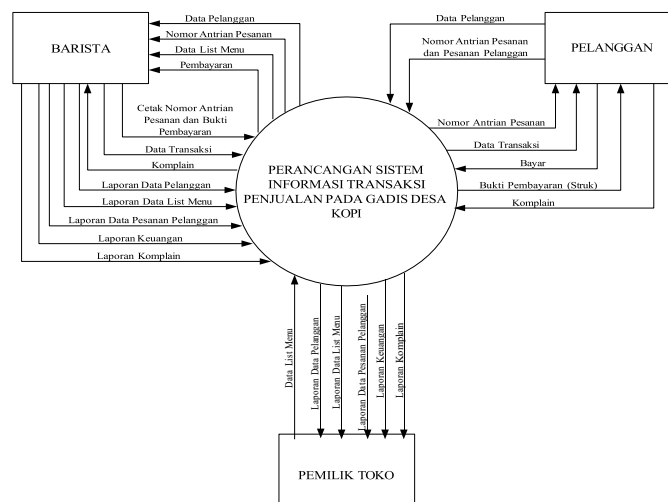 BARISTA
Data Pelanggan
Nomor Antrian Pesanan
Data List Menu
Pembayaran
Cetak Nomor Antrian
Pesanan dan Bukti
Pembayaran
Data Transaksi
Komplain
Laporan Data Pelanggan
Laporan Data List Menu
Laporan Data Pesanan Pelanggan
Laporan Keuangan
Laporan Komplain
PERANCANGAN SISTEM
INFORMASI TRANSAKSI
PENJUALAN PADA GADIS DESA
KOPI
PELANGGAN
Data Pelanggan
Nomor Antrian Pesanan
dan Pesanan Pelanggan
Nomor Antrian Pesanan
Data Transaksi
Bayar
Bukti Pembayaran (Struk)
Komplain
Data List Menu
Laporan Data Pelanggan
Laporan Data List Menu
Laporan Data Pesanan Pelanggan
Laporan Keuangan
Laporan Komplain
PEMILIK TOKO